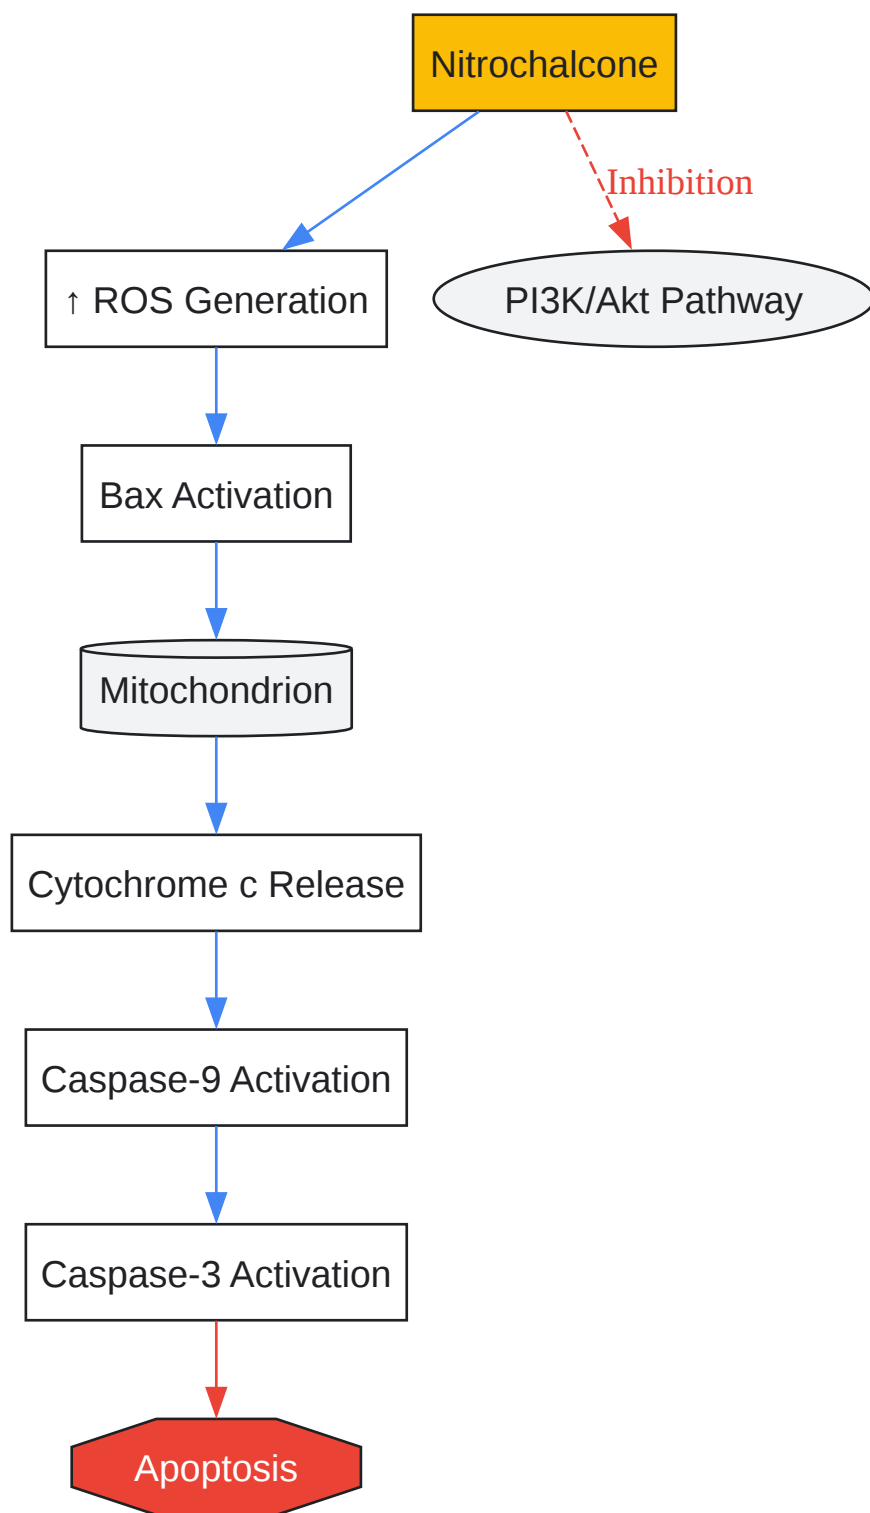 Nitrochalcone
Inhibition
↑ ROS Generation
PI3K/Akt Pathway
Bax Activation
Mitochondrion
Cytochrome c Release
Caspase-9 Activation
Caspase-3 Activation
Apoptosis